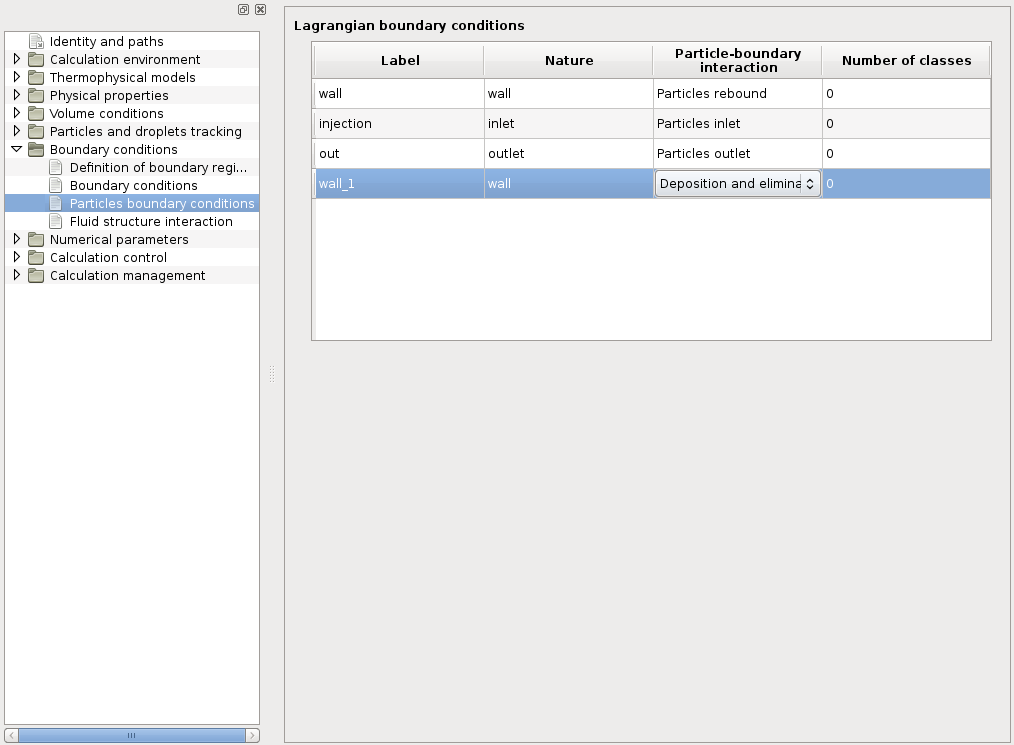 Identity and paths
Calculation environment
Thermophysical models
Physical properties
Volume conditions
Particles and droplets tracking
Boundary conditions
Definition of boundary regi...
Boundary conditions
Particles boundary conditions
Fluid structure interaction
Numerical parameters
Calculation control
Calculation management
Lagrangian boundary conditions
Label Nature Particle-boundary interaction Number of classes
wall wall Particles rebound 0
injection inlet Particles inlet 0
out outlet Particles outlet 0
wall_1 wall Deposition and elimina 0